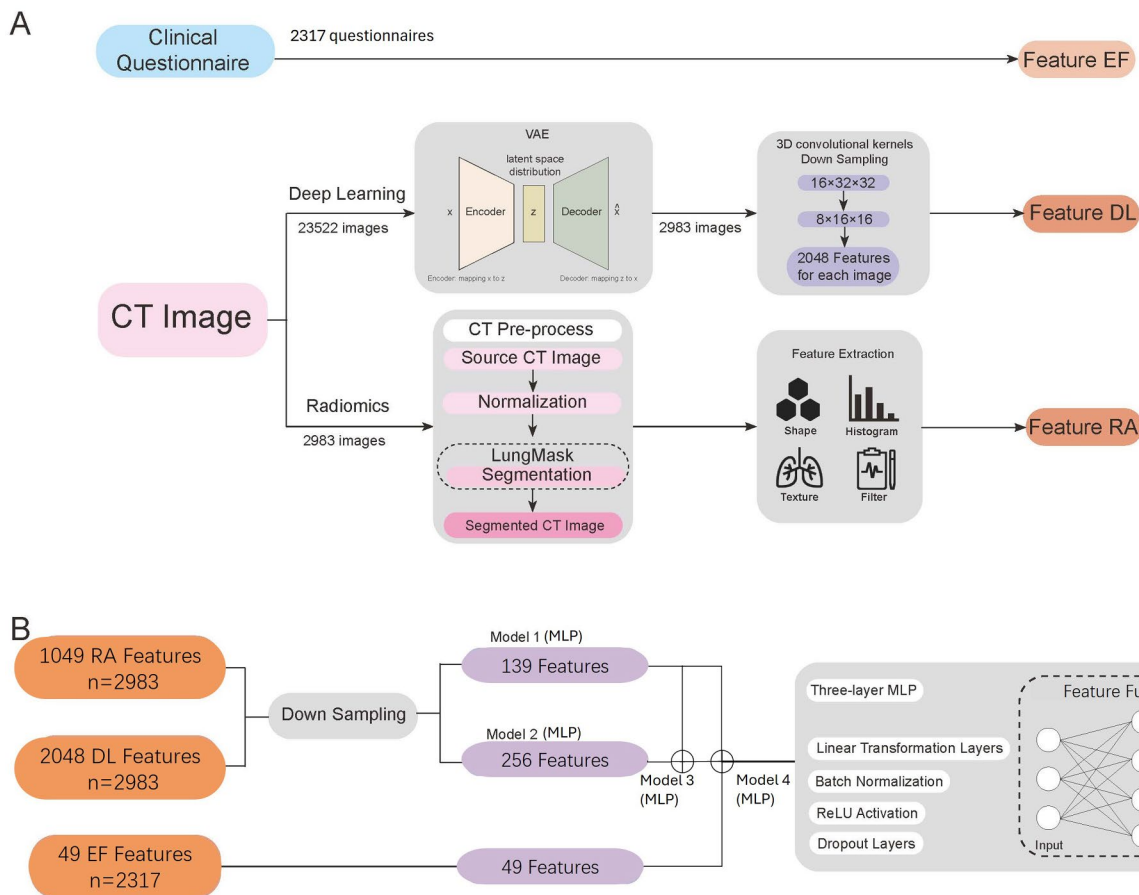 A
Clinical
Questionnaire
2317 questionnaires
Feature EF
VAE
latent space
distribution
x
Encoder
z
Decoder
x̂
Encoder: mapping x to z
Decoder: mapping z to x
Deep Learning
23522 images
2983 images
3D convolutional kernels
Down Sampling
16×32×32
8×16×16
2048 Features
for each image
Feature DL
CT Image
Radiomics
2983 images
CT Pre-process
Source CT Image
Normalization
LungMask
Segmentation
Segmented CT Image
Feature Extraction
Shape
Histogram
Texture
Filter
Feature RA
B
1049 RA Features
n=2983
2048 DL Features
n=2983
49 EF Features
n=2317
Down Sampling
Model 1 (MLP)
139 Features
Model 2 (MLP)
256 Features
49 Features
Model 3
(MLP)
Model 4
(MLP)
Three-layer MLP
Linear Transformation Layers
Batch Normalization
ReLU Activation
Dropout Layers
Feature Fu
Input